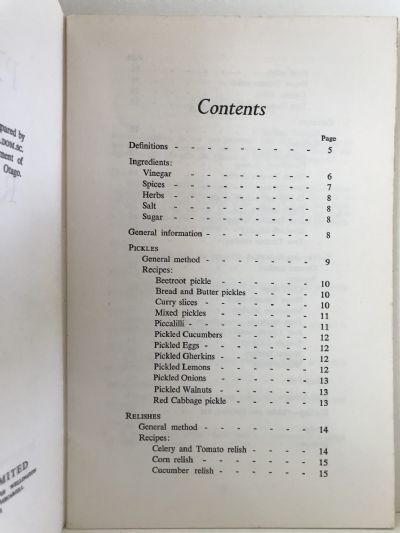 epared by
.DOM.SC.
ment of
Otago.
MITED
WELLINGTON
Contents
Page
Definitions - - - - - - - - - 5
Ingredients:
Vinegar - - - - - - - - 6
Spices - - - - - - - - - 7
Herbs - - - - - - - - - 8
Salt - - - - - - - - - 8
Sugar - - - - - - - - - 8
General information - - - - - - - 8
PICKLES
General method - - - - - - - 9
Recipes:
Beetroot pickle - - - - - - 10
Bread and Butter pickles - - - - 10
Curry slices - - - - - - - 10
Mixed pickles - - - - - - 11
Piccalilli - - - - - - - - 11
Pickled Cucumbers - - - - - 12
Pickled Eggs - - - - - - - 12
Pickled Gherkins - - - - - 12
Pickled Lemons - - - - - - 12
Pickled Onions - - - - - - 13
Pickled Walnuts - - - - - - 13
Red Cabbage pickle - - - - - 13
RELISHES
General method - - - - - - - 14
Recipes:
Celery and Tomato relish - - - - 14
Corn relish - - - - - - - 15
Cucumber relish - - - - - - 15